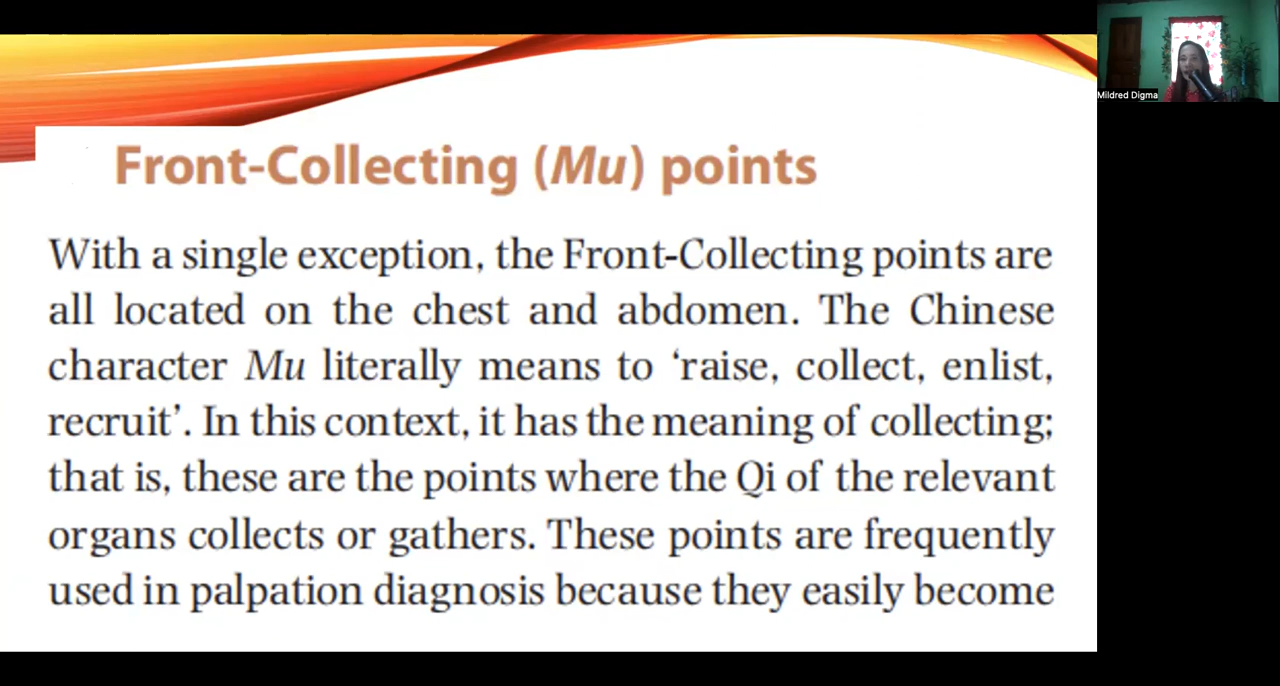 Front-Collecting (Mu) points
With a single exception, the Front-Collecting points are
all located on the chest and abdomen. The Chinese
character Mu literally means to ‘raise, collect, enlist,
recruit’. In this context, it has the meaning of collecting;
that is, these are the points where the Qi of the relevant
organs collects or gathers. These points are frequently
used in palpation diagnosis because they easily become
Mildred Digma